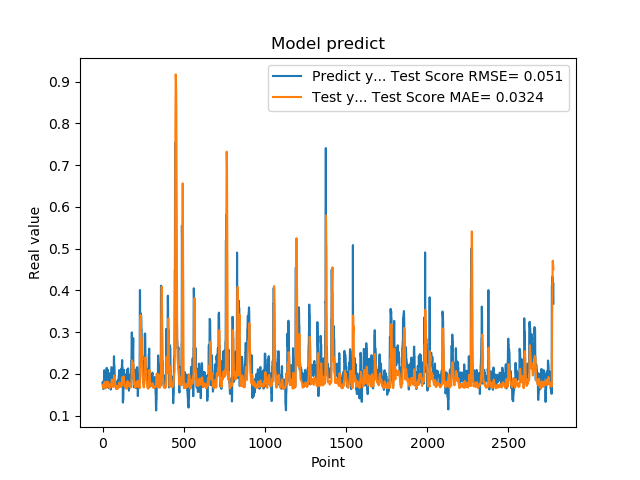 Model predict
Predict y... Test Score RMSE= 0.051
Test y... Test Score MAE= 0.0324
Real value
0.9
0.8
0.7
0.6
0.5
0.4
0.3
0.2
0.1
0 500 1000 1500 2000 2500
Point